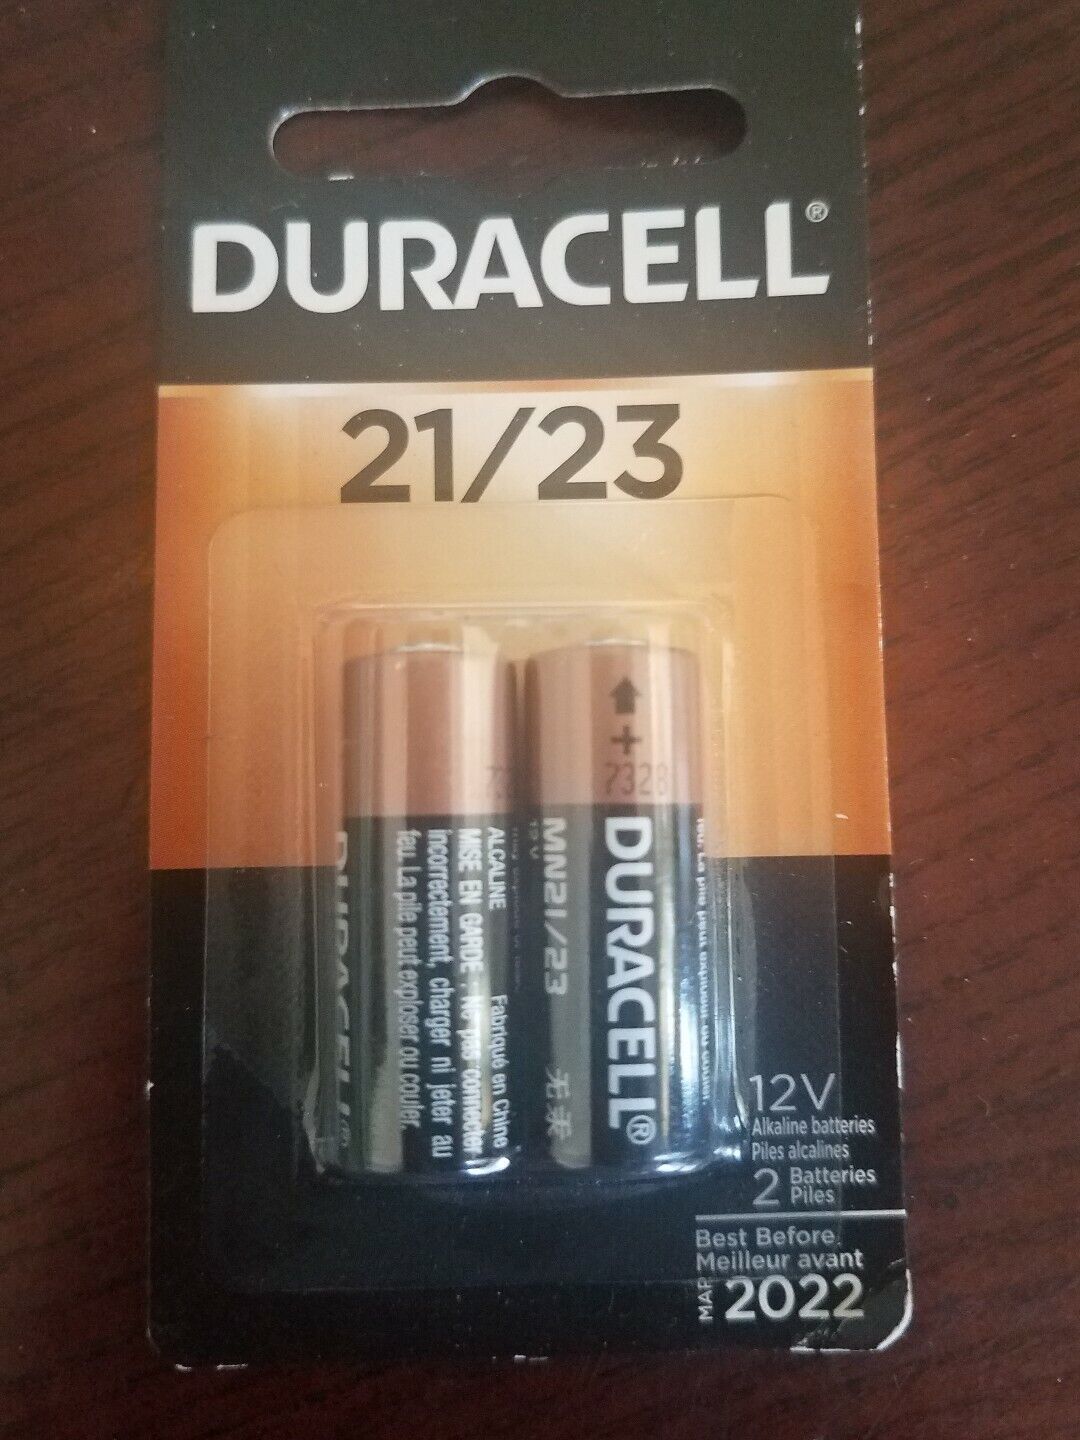 DURACELL®
21/23
+
7328
DURACELL®
MN21/23
12 V
ALCALINE
Fabriqué en Chine
MISE EN GARDE : Ne pas connecter
incorrectement, charger ni jeter au
feu. La pile peut exploser ou couler.
DURACELL®
12V
Alkaline batteries
Piles alcalines
2 Batteries
Piles
Best Before
Meilleur avant
MAR 2022